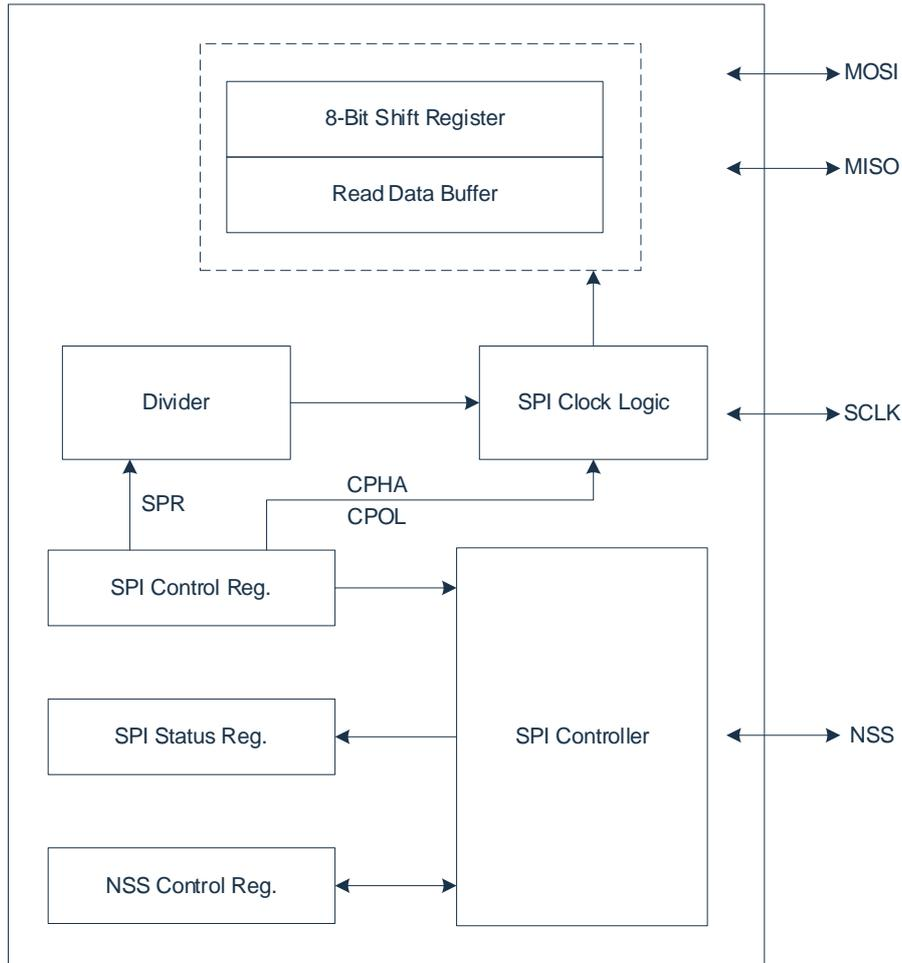 MOSI
8-Bit Shift Register
MISO
Read Data Buffer
Divider
SPI Clock Logic
SCLK
CPHA
SPR
CPOL
SPI Control Reg.
SPI Status Reg.
SPI Controller
NSS
NSS Control Reg.